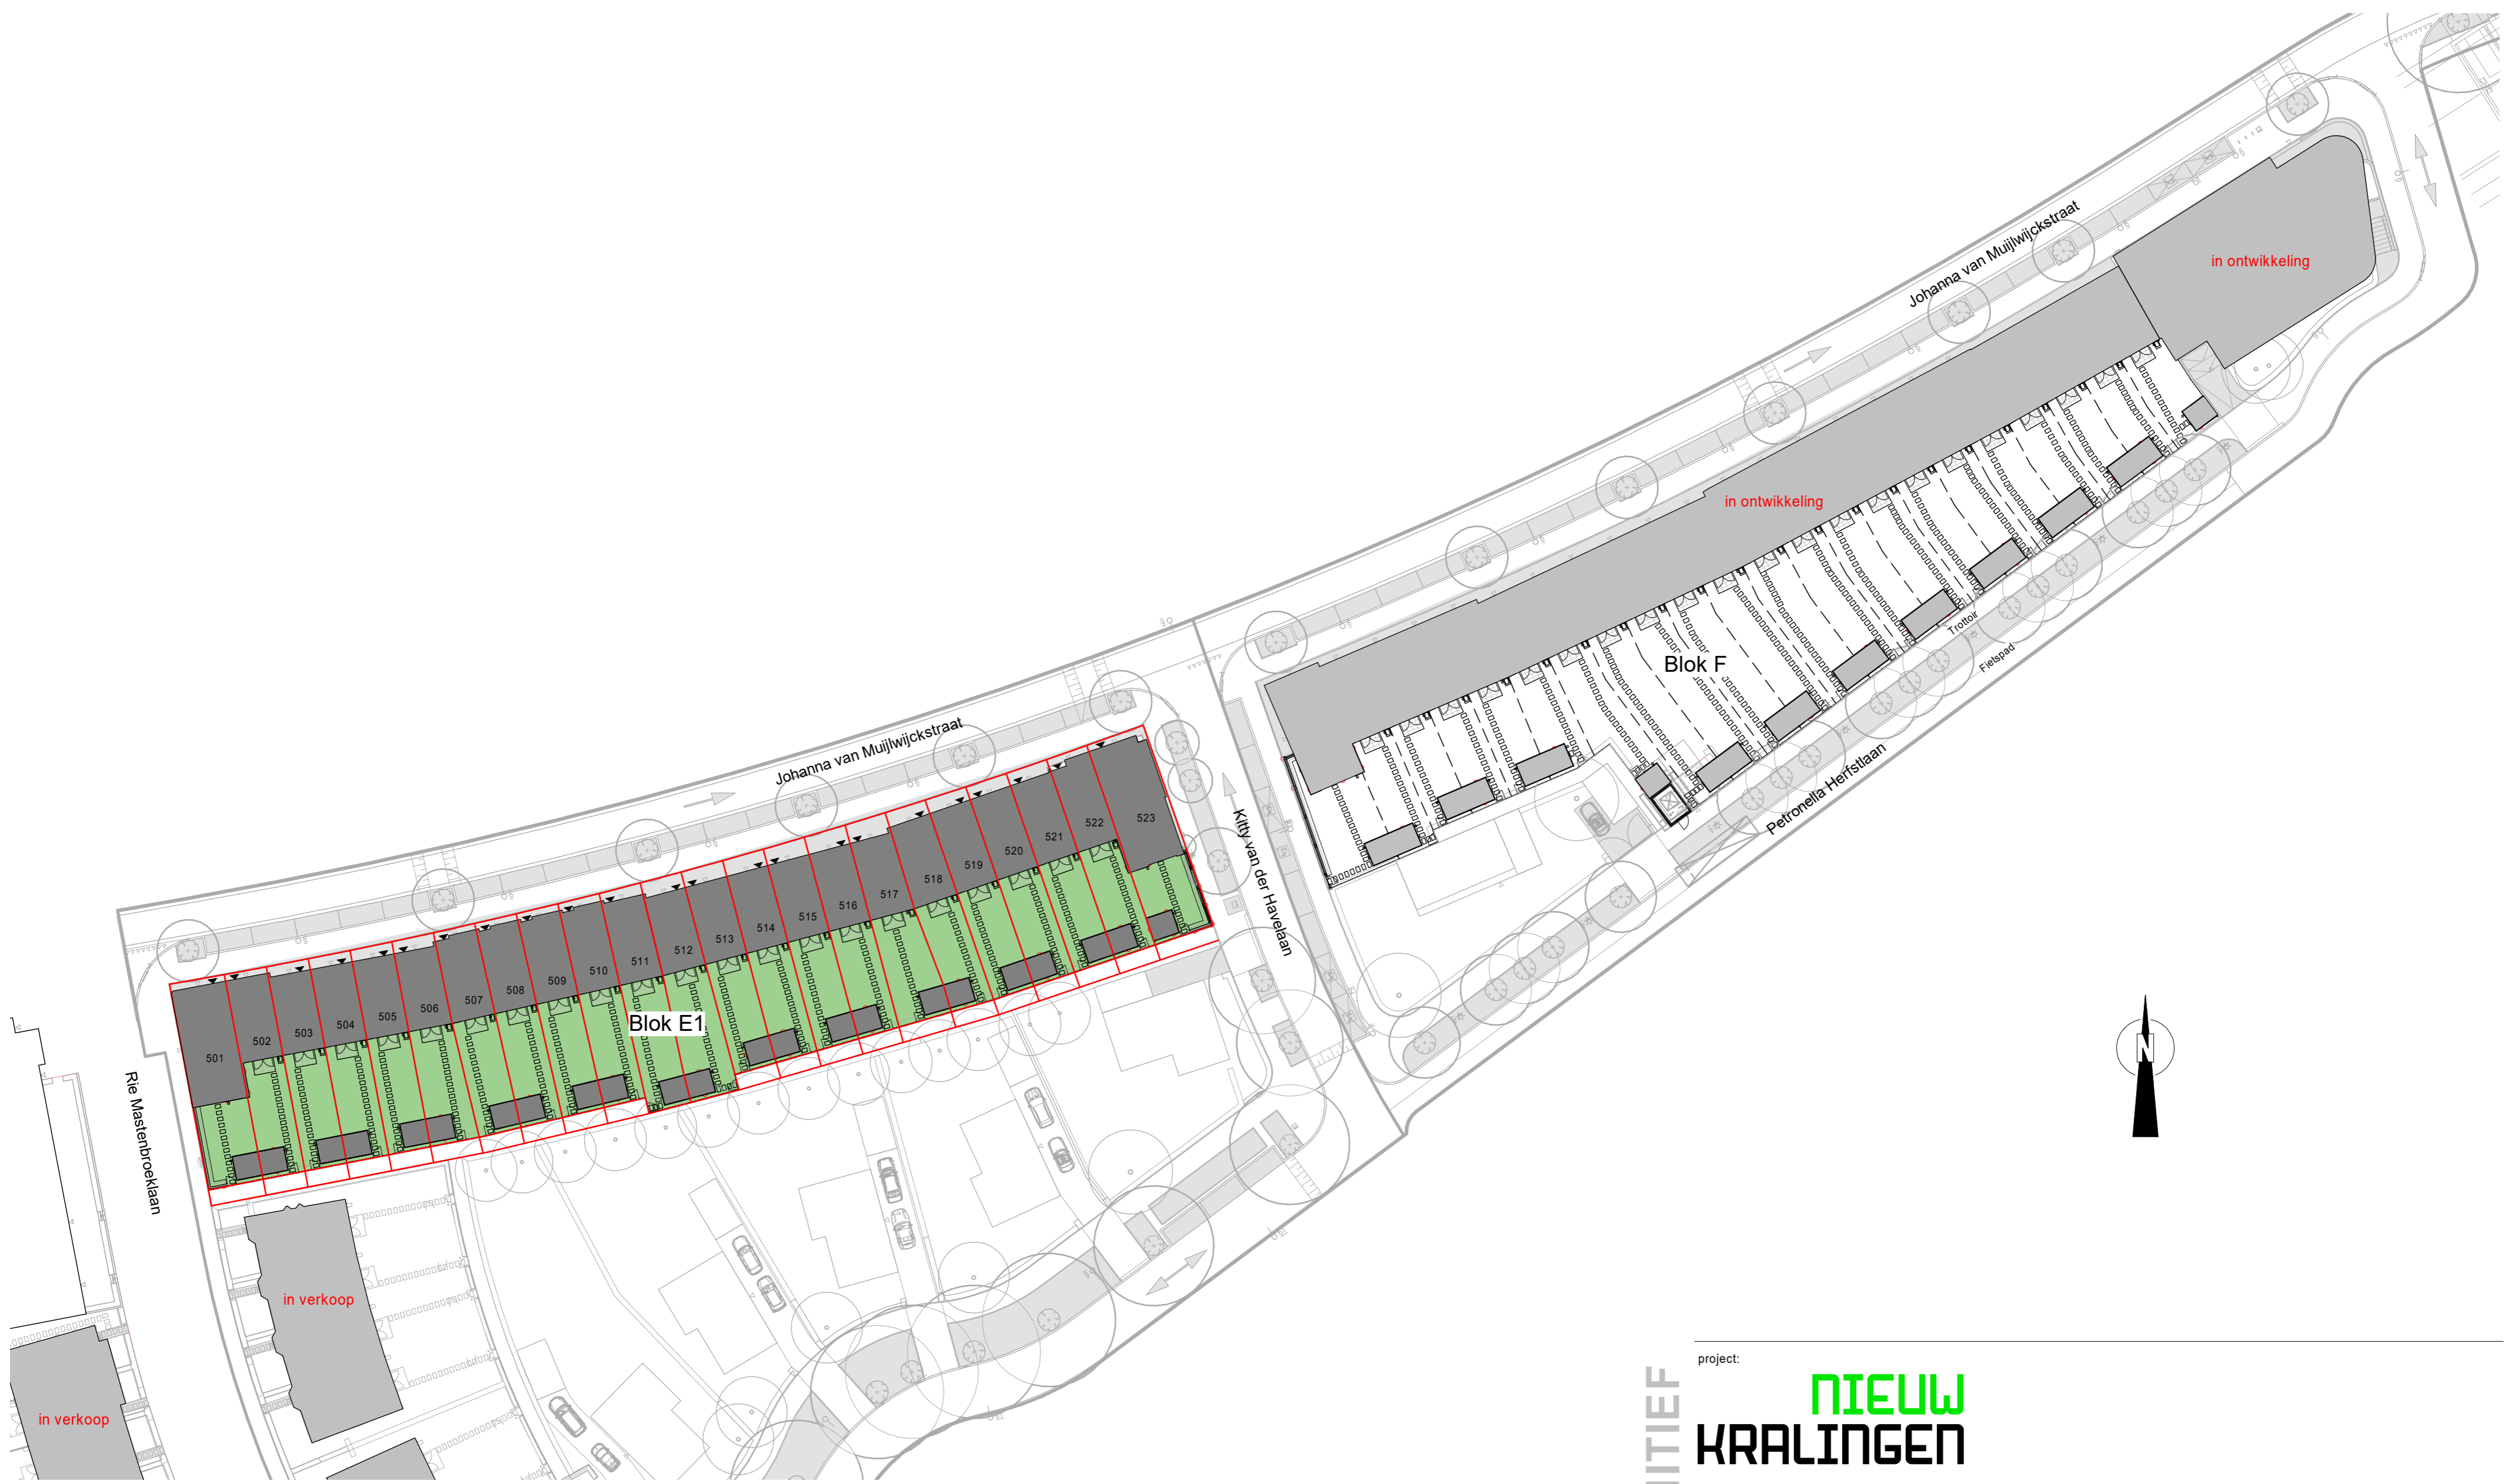 Johanna van Muijlwijckstraat
in ontwikkeling
in ontwikkeling
Blok F
Trottoir
Fietspad
Petronella Herfstlaan
Johanna van Muijlwijckstraat
Kitty van der Havelaan
523
522
521
520
519
518
517
516
515
514
513
512
511
510
509
508
507
506
505
504
503
502
501
Blok E1
Rie Mastenbroeklaan
N
in verkoop
in verkoop
project:
NIEUW
KRALINGEN
ITIEF